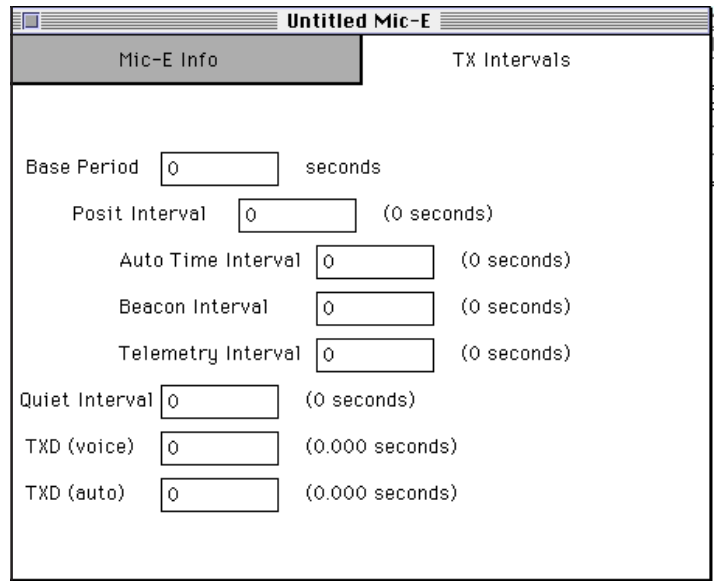 Untitled Mic-E
Mic-E Info TX Intervals
Base Period 0 seconds
Posit Interval 0 (0 seconds)
Auto Time Interval 0 (0 seconds)
Beacon Interval 0 (0 seconds)
Telemetry Interval 0 (0 seconds)
Quiet Interval 0 (0 seconds)
TXD (voice) 0 (0.000 seconds)
TXD (auto) 0 (0.000 seconds)